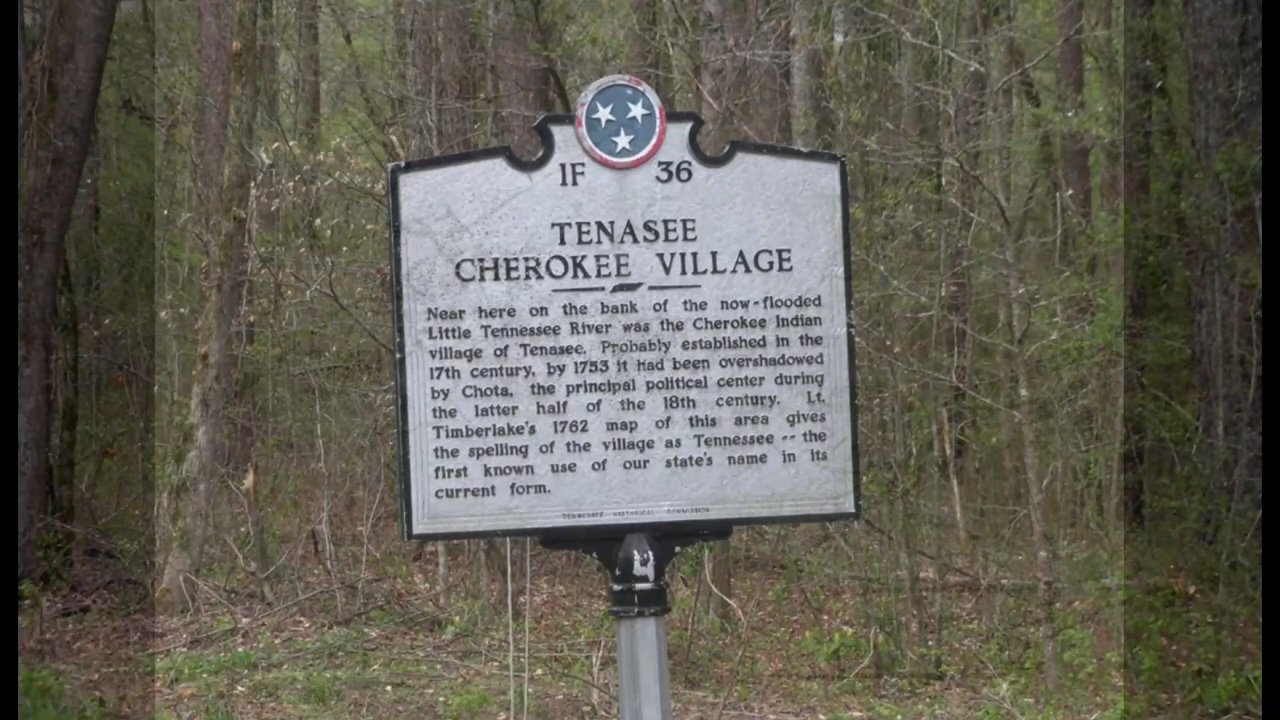 1F 36
TENASEE
CHEROKEE VILLAGE
Near here on the bank of the now-flooded
Little Tennessee River was the Cherokee Indian
village of Tenasee. Probably established in the
17th century, by 1753 it had been overshadowed
by Chota, the principal political center during
the latter half of the 18th century. Lt.
Timberlake's 1762 map of this area gives
the spelling of the village as Tennessee -- the
first known use of our state's name in its
current form.
TENNESSEE HISTORICAL COMMISSION